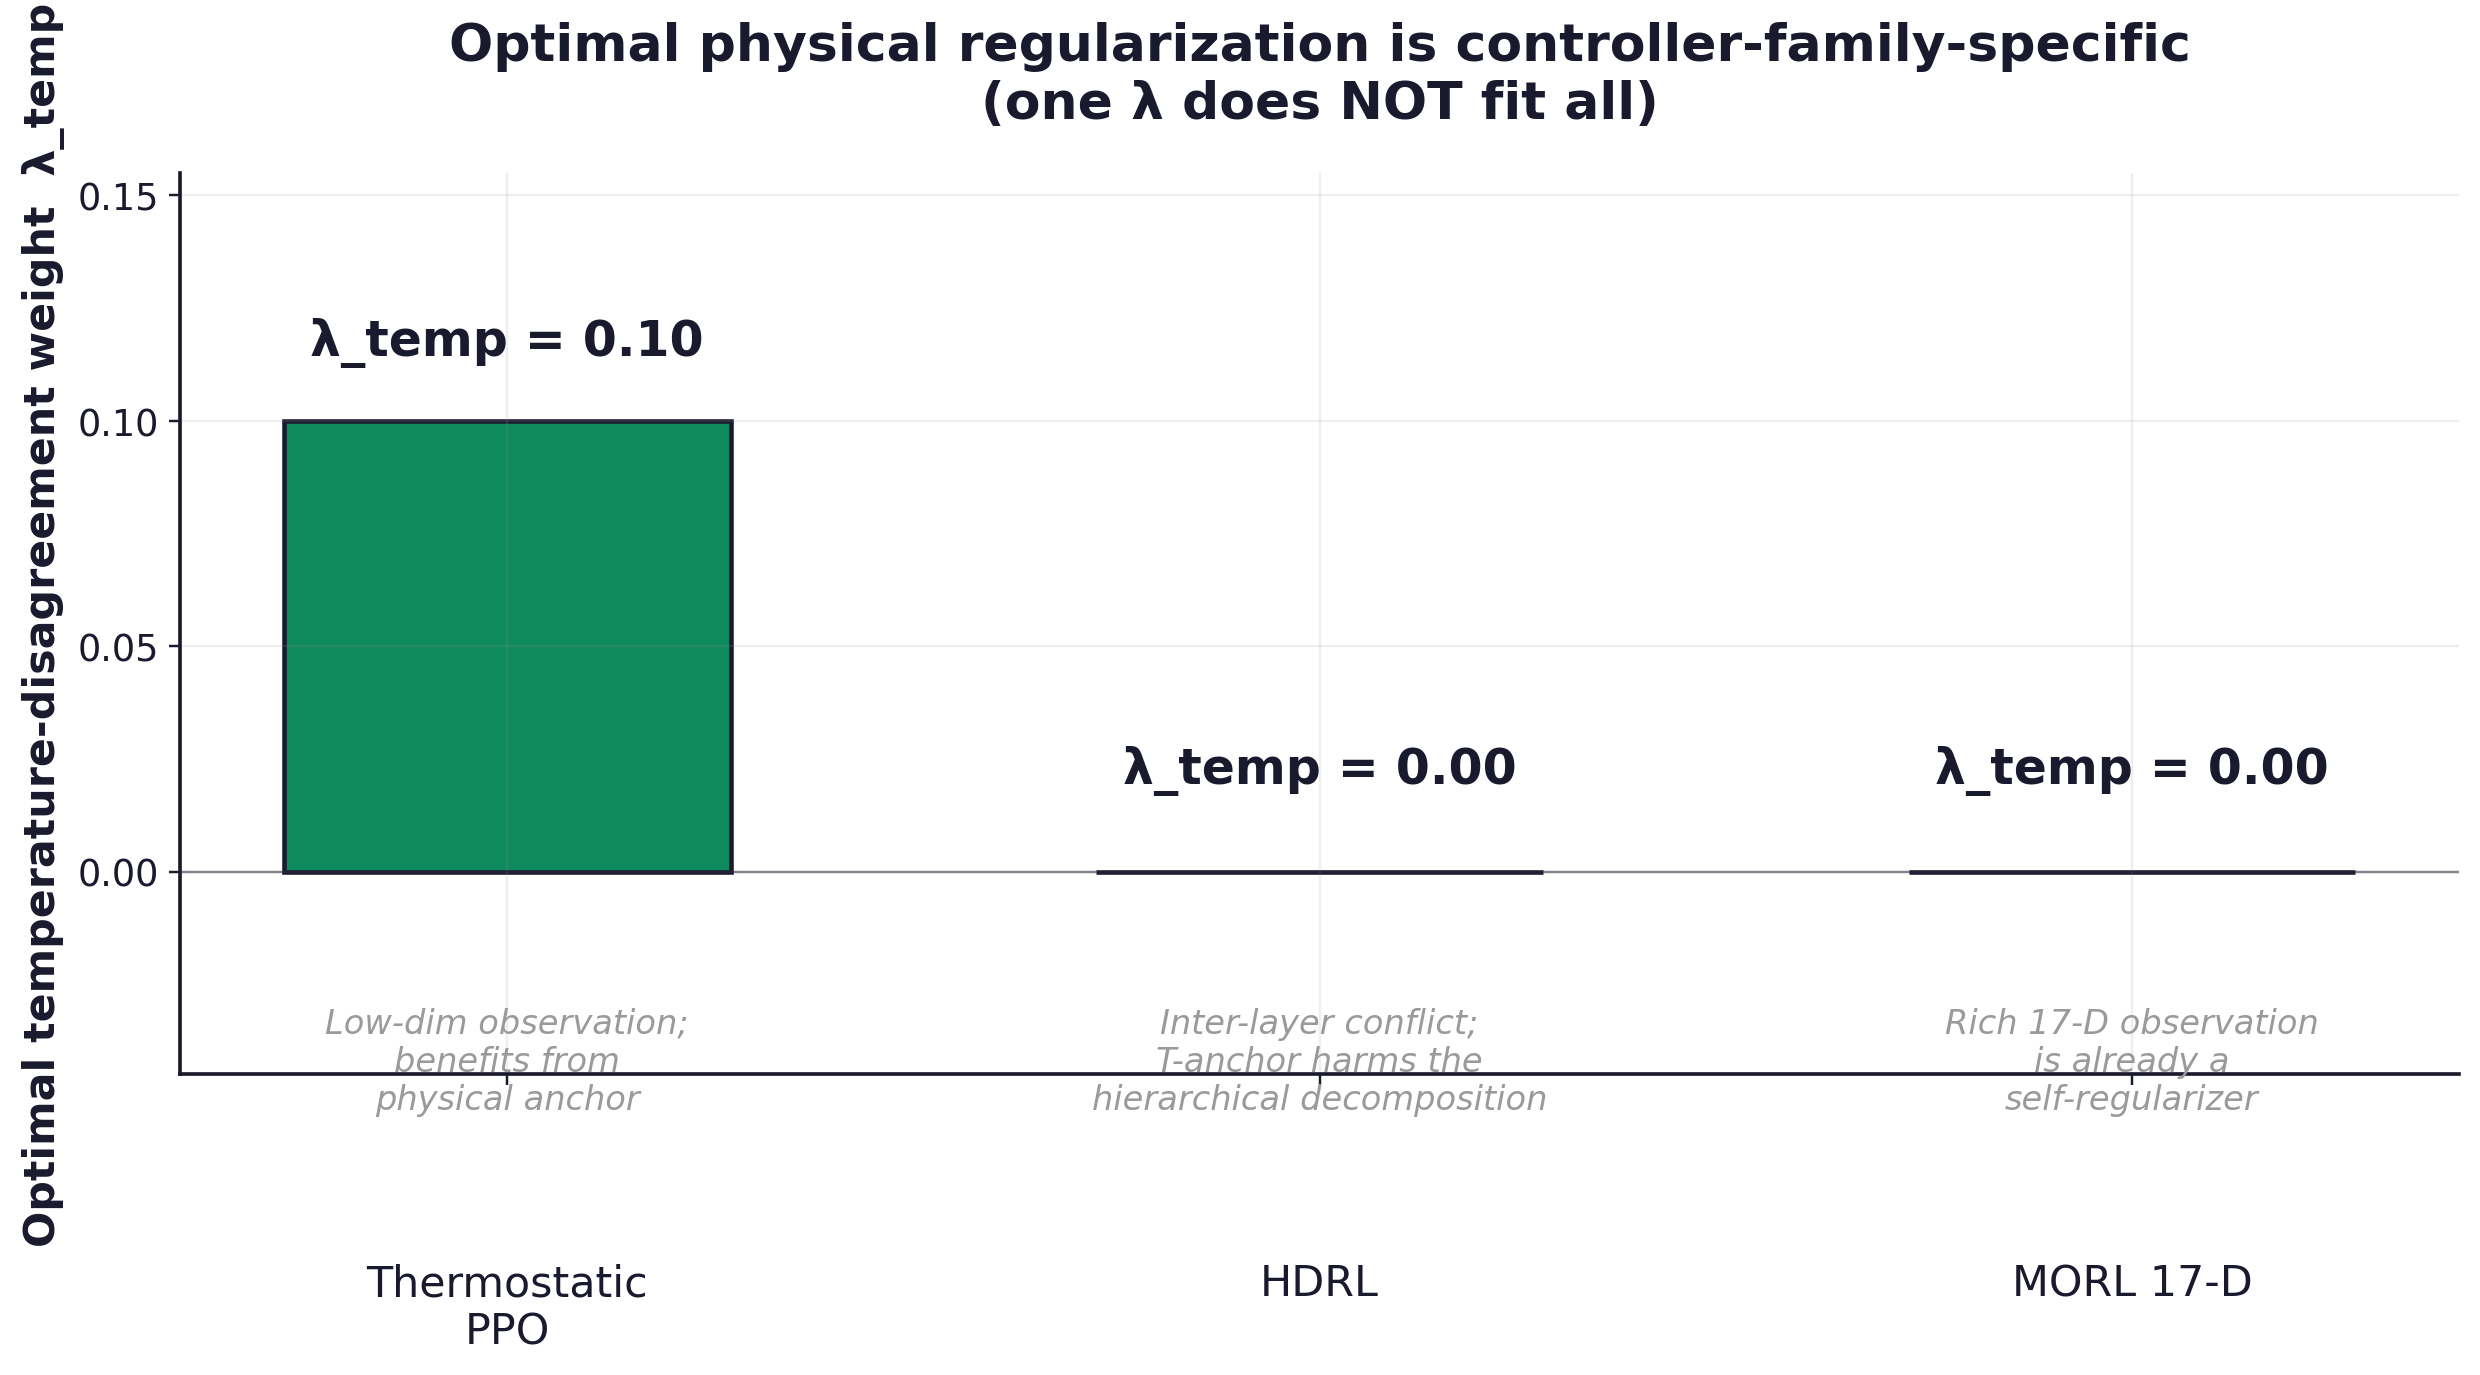 Optimal physical regularization is controller-family-specific
(one λ does NOT fit all)
Optimal temperature-disagreement weight  λ_temp
0.15
0.10
0.05
0.00
λ_temp = 0.10
λ_temp = 0.00
λ_temp = 0.00
Low-dim observation;
benefits from
physical anchor
Inter-layer conflict;
T-anchor harms the
hierarchical decomposition
Rich 17-D observation
is already a
self-regularizer
Thermostatic
PPO
HDRL
MORL 17-D